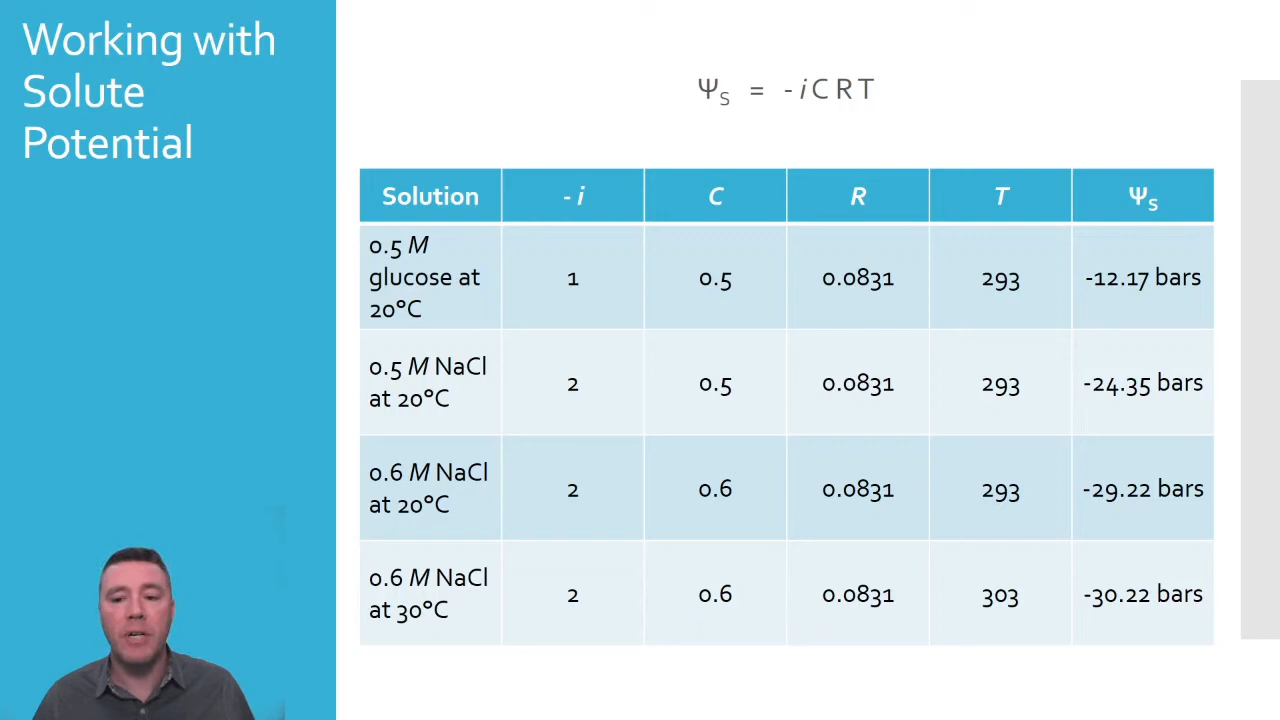 Working with
Solute
Potential
ΨS = - i C R T
Solution - i C R T ΨS
0.5 M
glucose at
20°C
1 0.5 0.0831 293 -12.17 bars
0.5 M NaCl
at 20°C
2 0.5 0.0831 293 -24.35 bars
0.6 M NaCl
at 20°C
2 0.6 0.0831 293 -29.22 bars
0.6 M NaCl
at 30°C
2 0.6 0.0831 303 -30.22 bars